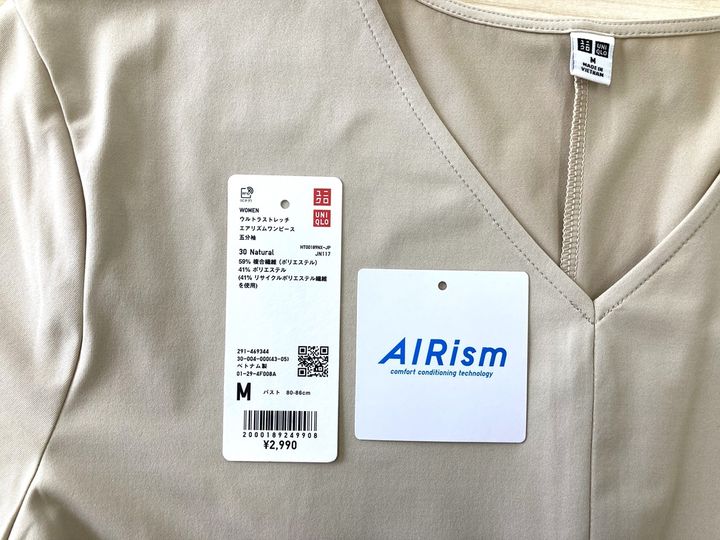 ユニクロ
UNIQLO
M
MADE IN
VIETNAM
ユニクロ
UNIQLO
WOMEN
ウルトラストレッチ
エアリズムワンピース
五分袖
HT00189NX-JP
30 Natural
JN117
59% 複合繊維 (ポリエステル)
41% ポリエステル
(41% リサイクルポリエステル繊維
を使用)
291-469344
30-004-000(43-05)
ベトナム製
01-29-4F008A
M バスト 80-86cm
2000189249908
¥2,990
AIRism
comfort conditioning technology